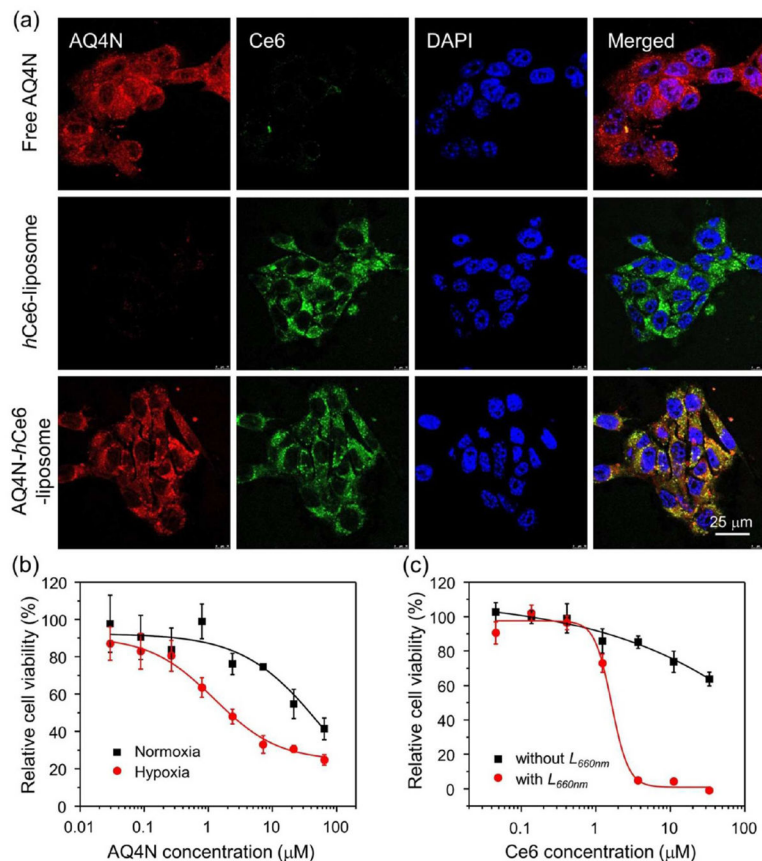 (a)
AQ4N Ce6 DAPI Merged
Free AQ4N
hCe6-liposome
AQ4N-hCe6
-liposome
25 μm
(b)
120
100
80
60
40
20
0
Relative cell viability (%)
Normoxia
Hypoxia
0.01 0.1 1 10 100
AQ4N concentration (μM)
(c)
120
100
80
60
40
20
0
Relative cell viability (%)
without L660nm
with L660nm
0.1 1 10 100
Ce6 concentration (μM)